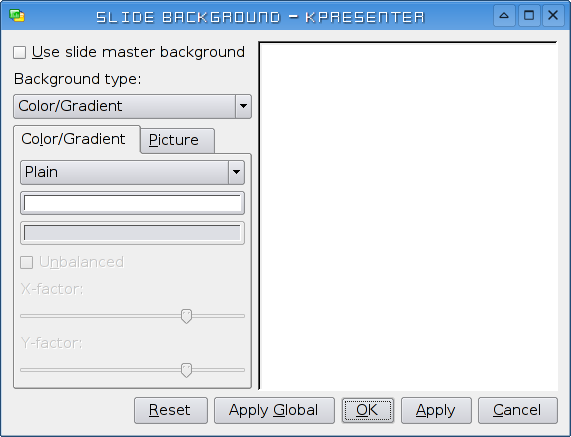 SLIDE BACKGROUND - KPRESENTER
Use slide master background
Background type:
Color/Gradient
Color/Gradient Picture
Plain
Unbalanced
X-factor:
Y-factor:
Reset Apply Global OK Apply Cancel